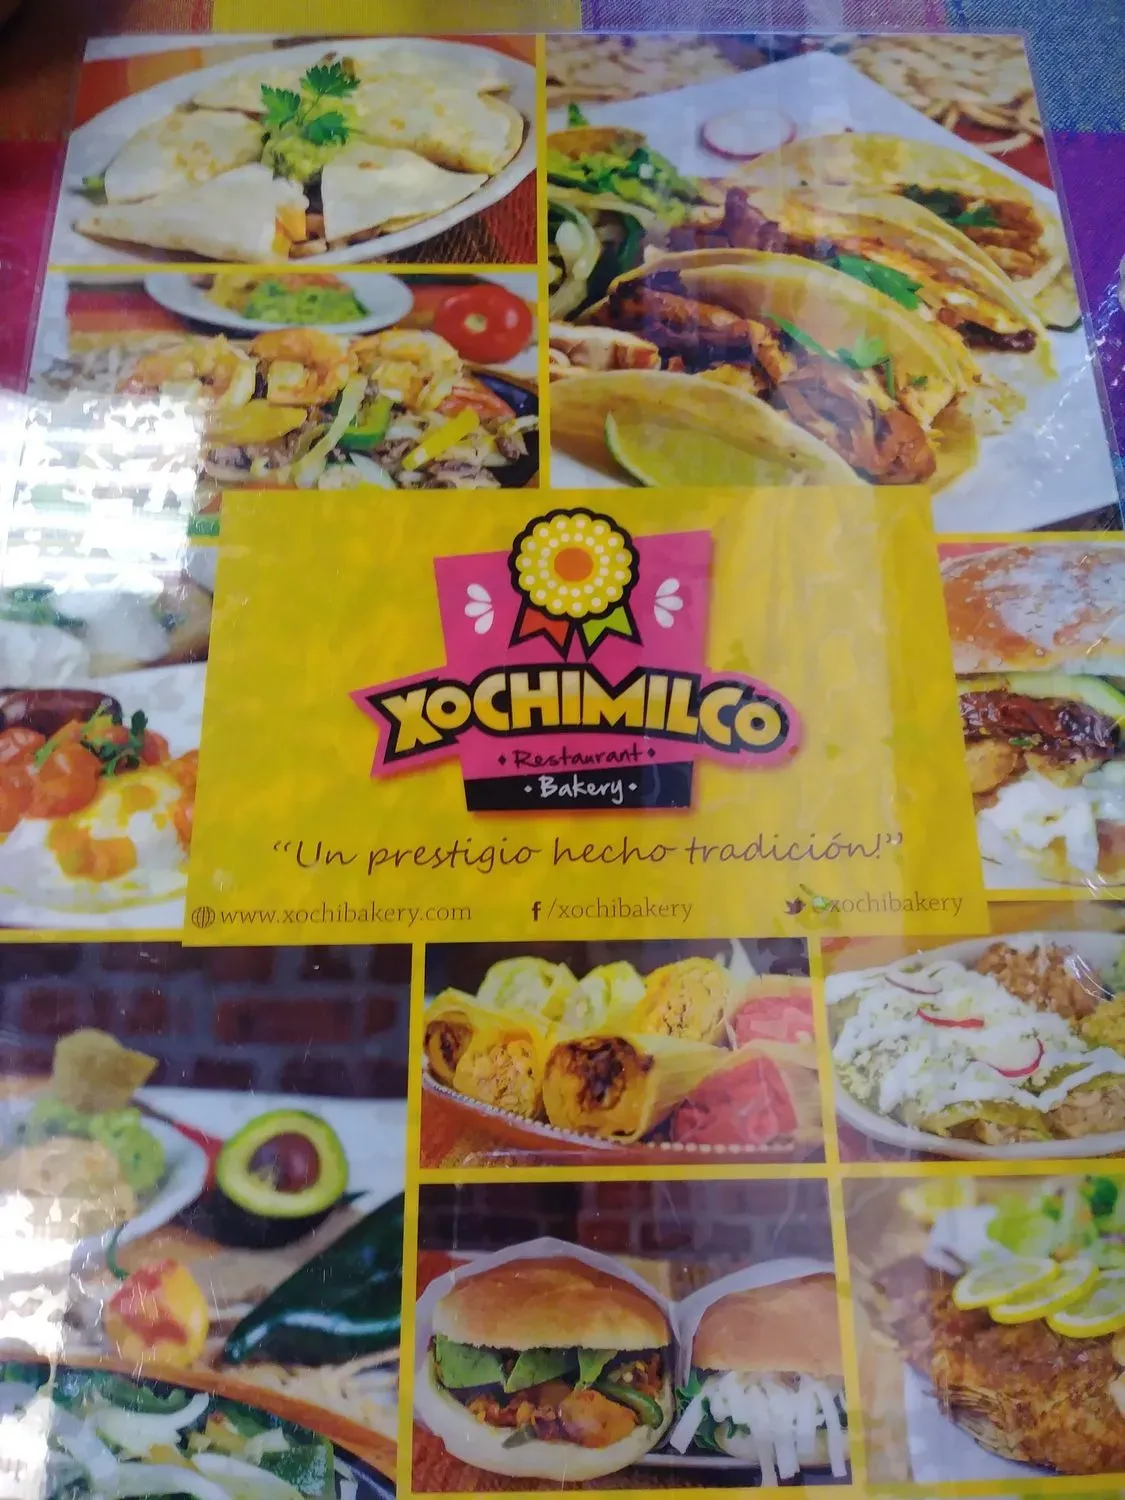 XOCHIMILCO
• Restaurant •
• Bakery •
“Un prestigio hecho tradición!”
www.xochibakery.com
f/xochibakery
@xochibakery